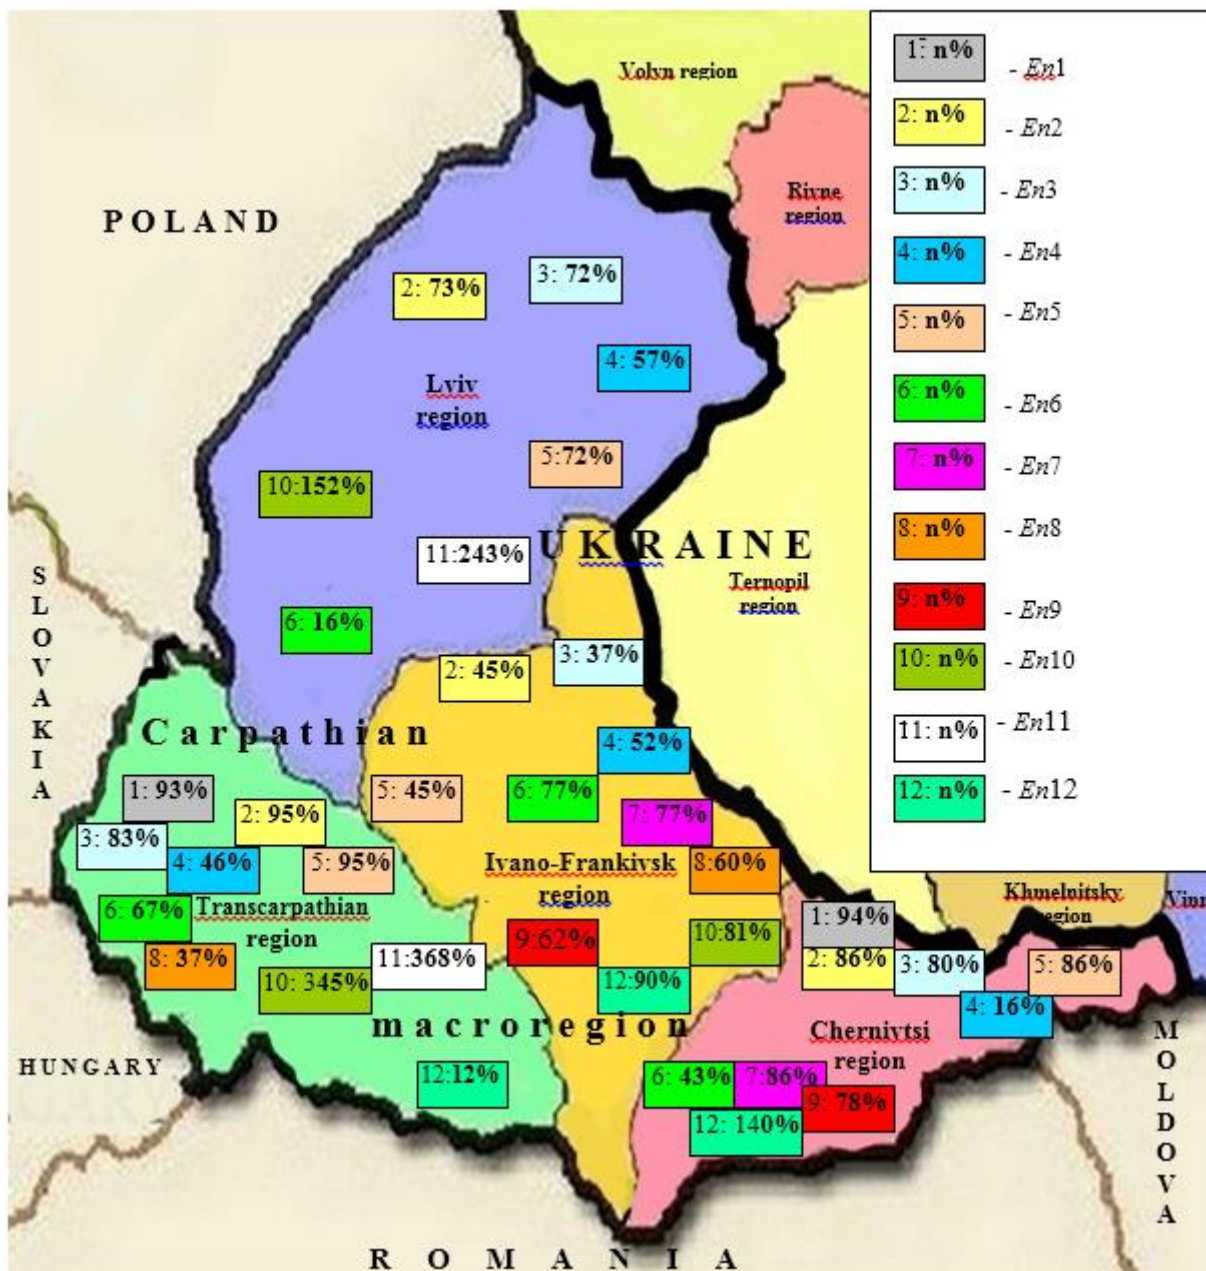 Volyn region
Rivne
region
POLAND
2: 73%
3: 72%
4: 57%
Lviv
region
5:72%
10:152%
11:243%
UKRAINE
Ternopil
region
6: 16%
SLOVAKIA
3: 37%
2: 45%
Carpathian
4: 52%
1: 93%
5: 45%
6: 77%
2: 95%
7: 77%
3: 83%
4: 46%
5: 95%
Ivano-Frankivsk
region
8:60%
6: 67%
Transcarpathian
region
8: 37%
11:368%
10: 345%
9:62%
10:81%
12:90%
1: 94%
2: 86%
3: 80%
5: 86%
4: 16%
Khmelnitsky
region
Vinn
macroregion
Chernivtsi
region
HUNGARY
12:12%
6: 43%
7:86%
9: 78%
12: 140%
MOLDOVA
ROMANIA
1: n% - En1
2: n% - En2
3: n% - En3
4: n% - En4
5: n% - En5
6: n% - En6
7: n% - En7
8: n% - En8
9: n% - En9
10: n% - En10
11: n% - En11
12: n% - En12